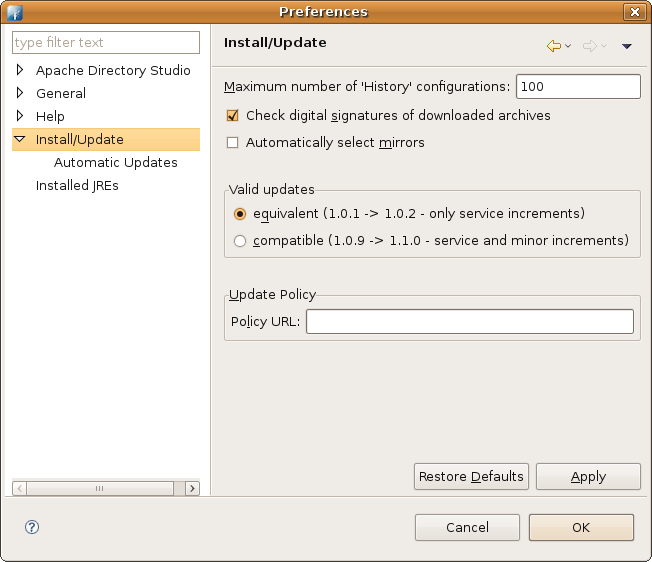 Preferences
type filter text
Apache Directory Studio
General
Help
Install/Update
Automatic Updates
Installed JREs
Install/Update
Maximum number of 'History' configurations: 100
Check digital signatures of downloaded archives
Automatically select mirrors
Valid updates
equivalent (1.0.1 -> 1.0.2 - only service increments)
compatible (1.0.9 -> 1.1.0 - service and minor increments)
Update Policy
Policy URL:
Restore Defaults Apply
? Cancel OK